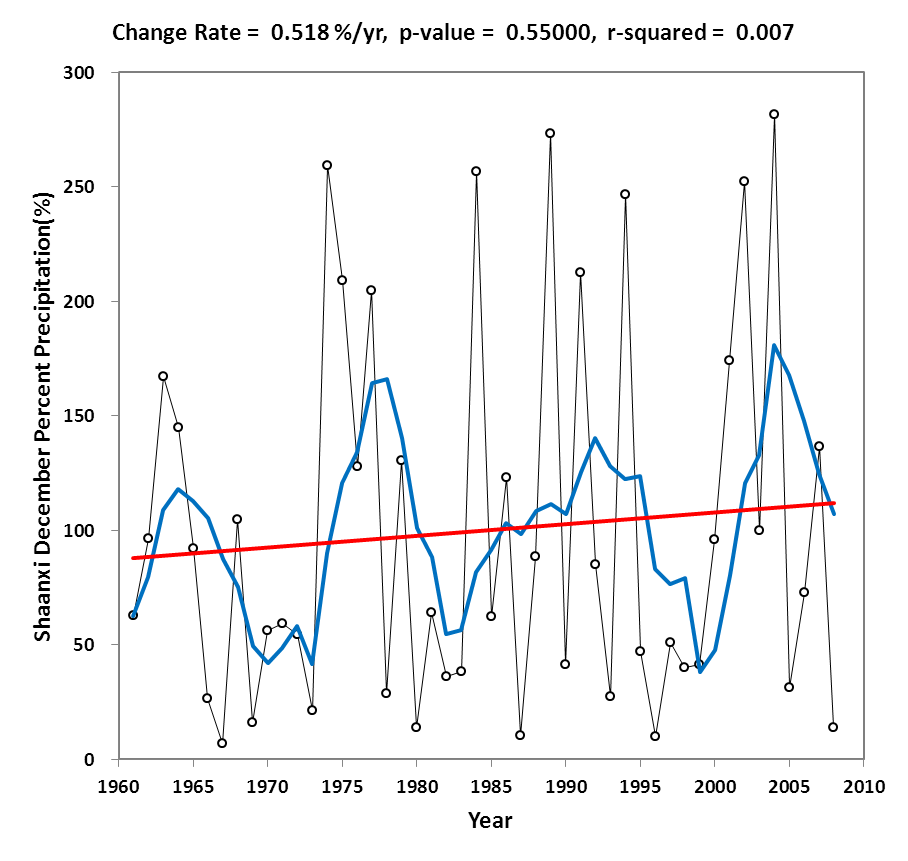 Change Rate = 0.518 %/yr, p-value = 0.55000, r-squared = 0.007
300
250
200
150
100
50
0
Shaanxi December Percent Precipitation(%)
1960 1965 1970 1975 1980 1985 1990 1995 2000 2005 2010
Year